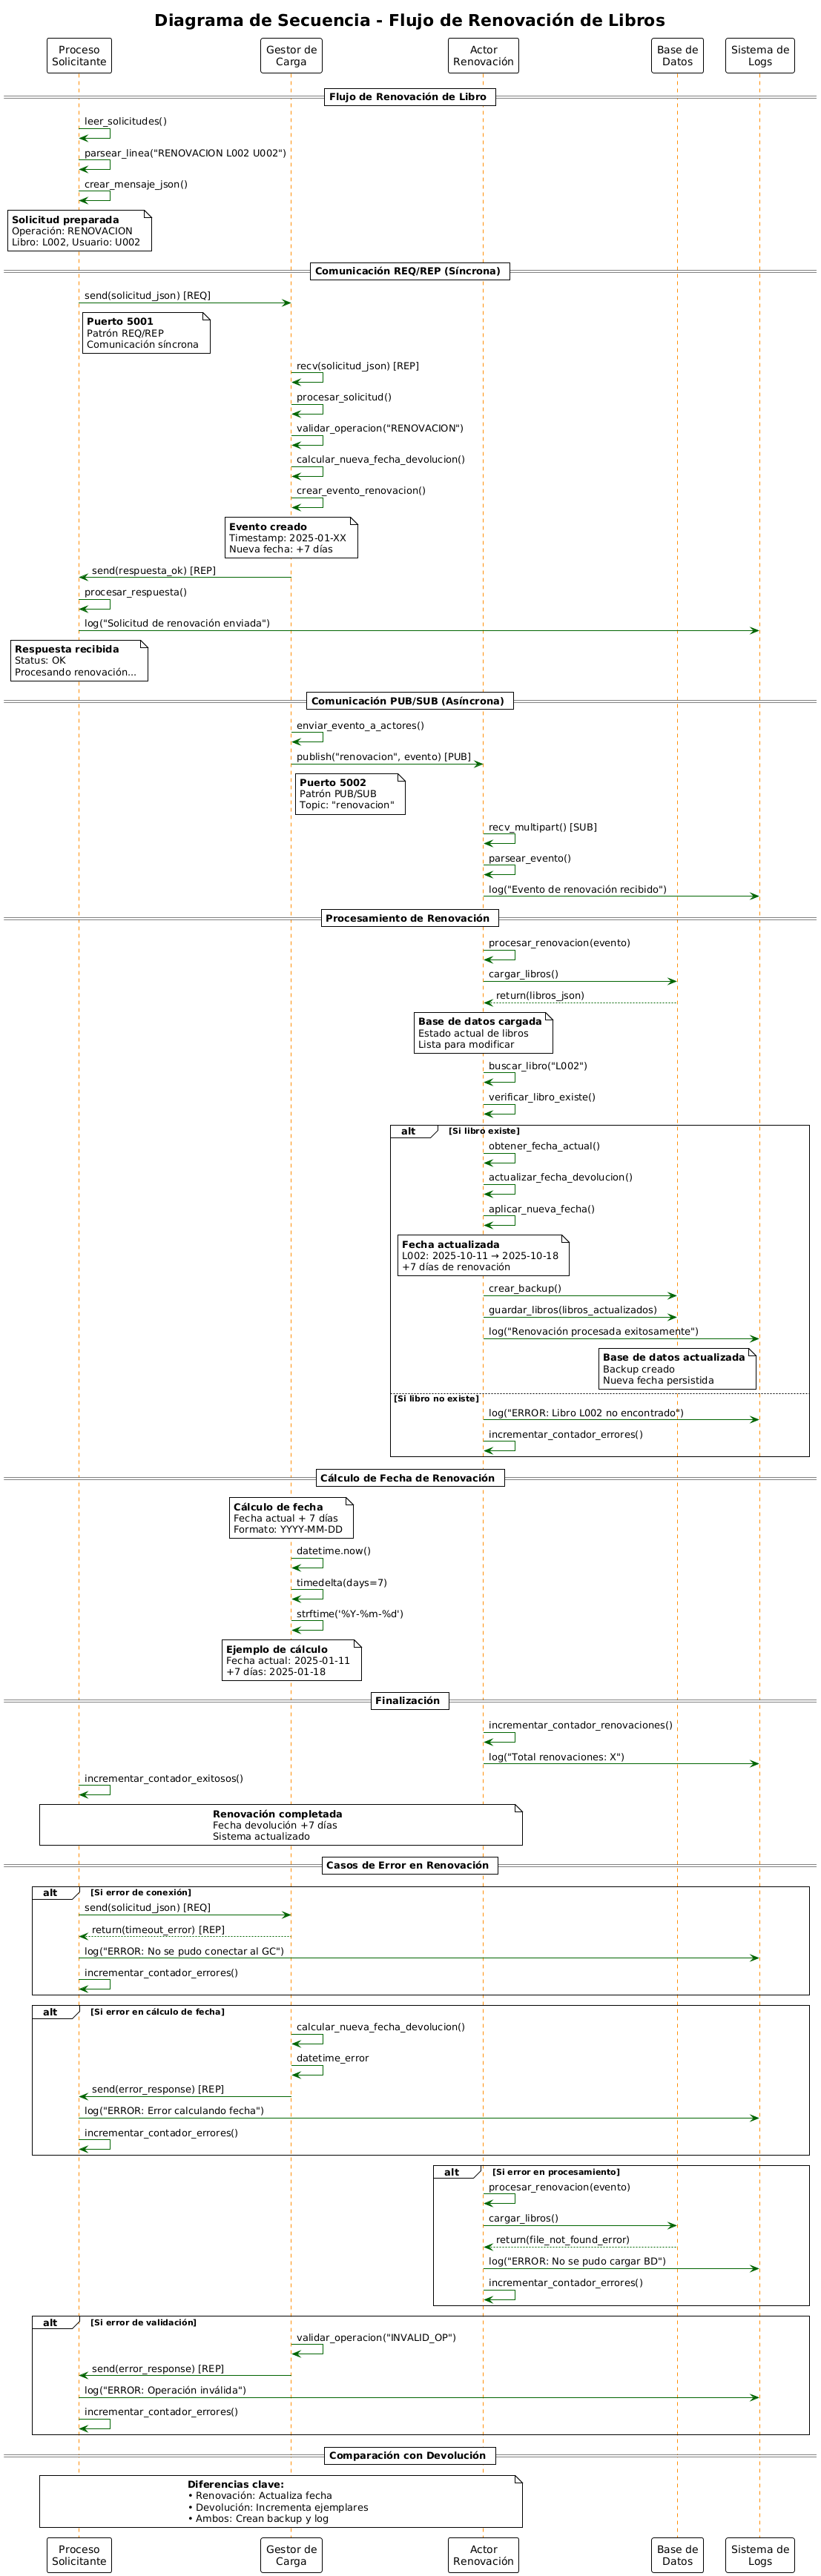 Diagrama de Secuencia - Flujo de Renovación de Libros
Proceso
Solicitante
Gestor de
Carga
Actor
Renovación
Base de
Datos
Sistema de
Logs
Flujo de Renovación de Libro
leer_solicitudes()
parsear_linea("RENOVACION L002 U002")
crear_mensaje_json()
Solicitud preparada
Operación: RENOVACION
Libro: L002, Usuario: U002
Comunicación REQ/REP (Síncrona)
send(solicitud_json) [REQ]
Puerto 5001
Patrón REQ/REP
Comunicación síncrona
recv(solicitud_json) [REP]
procesar_solicitud()
validar_operacion("RENOVACION")
calcular_nueva_fecha_devolucion()
crear_evento_renovacion()
Evento creado
Timestamp: 2025-01-XX
Nueva fecha: +7 días
send(respuesta_ok) [REP]
procesar_respuesta()
log("Solicitud de renovación enviada")
Respuesta recibida
Status: OK
Procesando renovación...
Comunicación PUB/SUB (Asíncrona)
enviar_evento_a_actores()
publish("renovacion", evento) [PUB]
Puerto 5002
Patrón PUB/SUB
Topic: "renovacion"
recv_multipart() [SUB]
parsear_evento()
log("Evento de renovación recibido")
Procesamiento de Renovación
procesar_renovacion(evento)
cargar_libros()
return(libros_json)
Base de datos cargada
Estado actual de libros
Lista para modificar
buscar_libro("L002")
verificar_libro_existe()
alt [Si libro existe]
obtener_fecha_actual()
actualizar_fecha_devolucion()
aplicar_nueva_fecha()
Fecha actualizada
L002: 2025-10-11 → 2025-10-18
+7 días de renovación
crear_backup()
guardar_libros(libros_actualizados)
log("Renovación procesada exitosamente")
Base de datos actualizada
Backup creado
Nueva fecha persistida
[Si libro no existe]
log("ERROR: Libro L002 no encontrado")
incrementar_contador_errores()
Cálculo de Fecha de Renovación
Cálculo de fecha
Fecha actual + 7 días
Formato: YYYY-MM-DD
datetime.now()
timedelta(days=7)
strftime('%Y-%m-%d')
Ejemplo de cálculo
Fecha actual: 2025-01-11
+7 días: 2025-01-18
Finalización
incrementar_contador_renovaciones()
log("Total renovaciones: X")
incrementar_contador_exitosos()
Renovación completada
Fecha devolución +7 días
Sistema actualizado
Casos de Error en Renovación
alt [Si error de conexión]
send(solicitud_json) [REQ]
return(timeout_error) [REP]
log("ERROR: No se pudo conectar al GC")
incrementar_contador_errores()
alt [Si error en cálculo de fecha]
calcular_nueva_fecha_devolucion()
datetime_error
send(error_response) [REP]
log("ERROR: Error calculando fecha")
incrementar_contador_errores()
alt [Si error en procesamiento]
procesar_renovacion(evento)
cargar_libros()
return(file_not_found_error)
log("ERROR: No se pudo cargar BD")
incrementar_contador_errores()
alt [Si error de validación]
validar_operacion("INVALID_OP")
send(error_response) [REP]
log("ERROR: Operación inválida")
incrementar_contador_errores()
Comparación con Devolución
Diferencias clave:
• Renovación: Actualiza fecha
• Devolución: Incrementa ejemplares
• Ambos: Crean backup y log
Proceso
Solicitante
Gestor de
Carga
Actor
Renovación
Base de
Datos
Sistema de
Logs